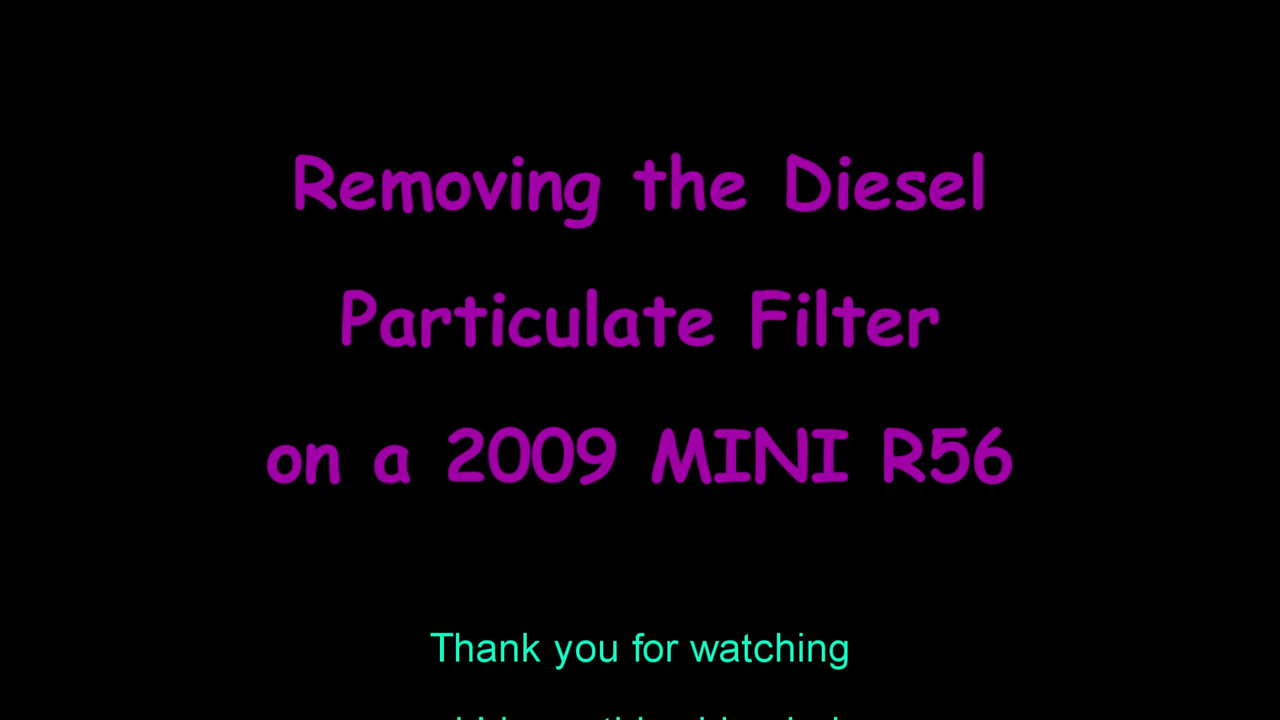 Removing the Diesel
Particulate Filter
on a 2009 MINI R56
Thank you for watching